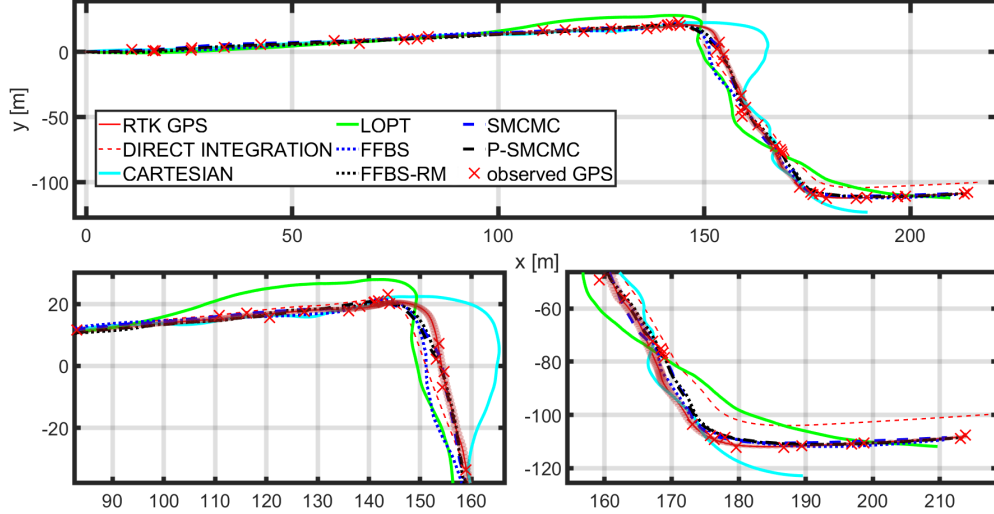 0
-50
-100
y [m]
RTK GPS
LOPT
SMCMC
DIRECT INTEGRATION
FFBS
P-SMCMC
CARTESIAN
FFBS-RM
observed GPS
0 50 100 150 200
x [m]
20
0
-20
90 100 110 120 130 140 150 160
-60
-80
-100
-120
160 170 180 190 200 210